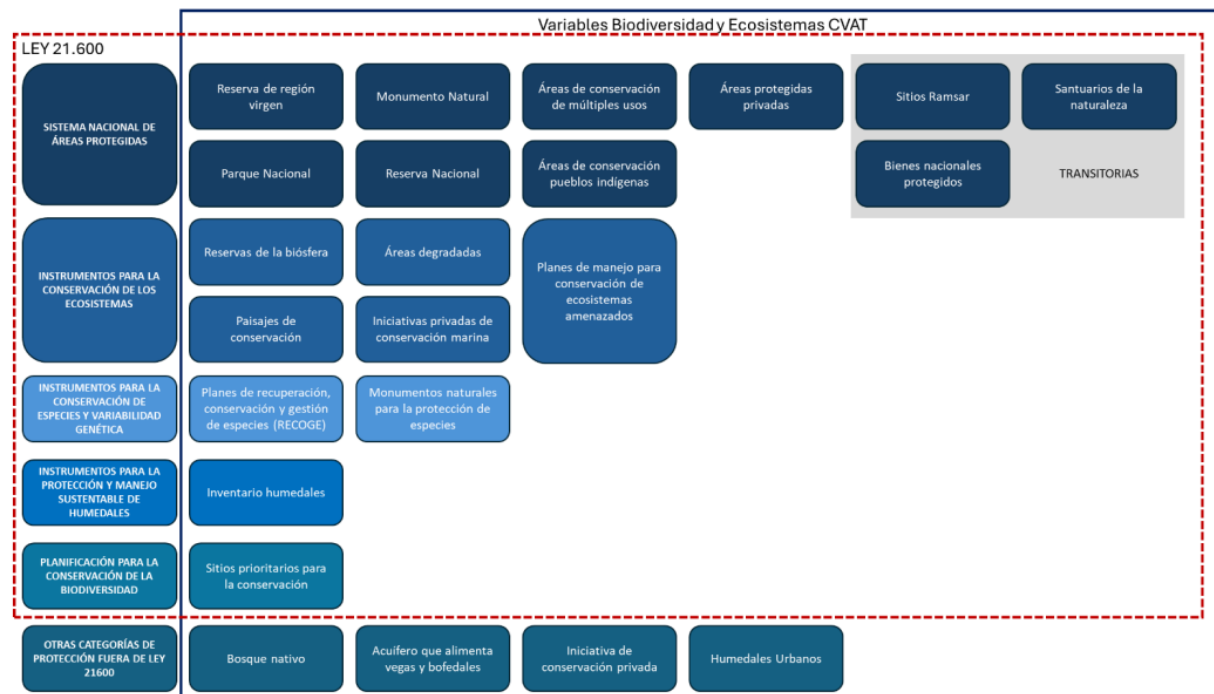 Variables Biodiversidad y Ecosistemas CVAT
LEY 21.600
SISTEMA NACIONAL DE
ÁREAS PROTEGIDAS
Reserva de región
virgen
Monumento Natural
Áreas de conservación
de múltiples usos
Áreas protegidas
privadas
Sitios Ramsar
Santuarios de la
naturaleza
Parque Nacional
Reserva Nacional
Áreas de conservación
pueblos indígenas
Bienes nacionales
protegidos
TRANSITORIAS
INSTRUMENTOS PARA LA
CONSERVACIÓN DE LOS
ECOSISTEMAS
Reservas de la biósfera
Áreas degradadas
Planes de manejo para
conservación de
ecosistemas
amenazados
Paisajes de
conservación
Iniciativas privadas de
conservación marina
INSTRUMENTOS PARA LA
CONSERVACIÓN DE
ESPECIES Y VARIABILIDAD
GENÉTICA
Planes de recuperación,
conservación y gestión
de especies (RECOGE)
Monumentos naturales
para la protección de
especies
INSTRUMENTOS PARA LA
PROTECCIÓN Y MANEJO
SUSTENTABLE DE
HUMEDALES
Inventario humedales
PLANIFICACIÓN PARA LA
CONSERVACIÓN DE LA
BIODIVERSIDAD
Sitios prioritarios para
la conservación
OTRAS CATEGORÍAS DE
PROTECCIÓN FUERA DE LEY
21600
Bosque nativo
Acuífero que alimenta
vegas y bofedales
Iniciativa de
conservación privada
Humedales Urbanos